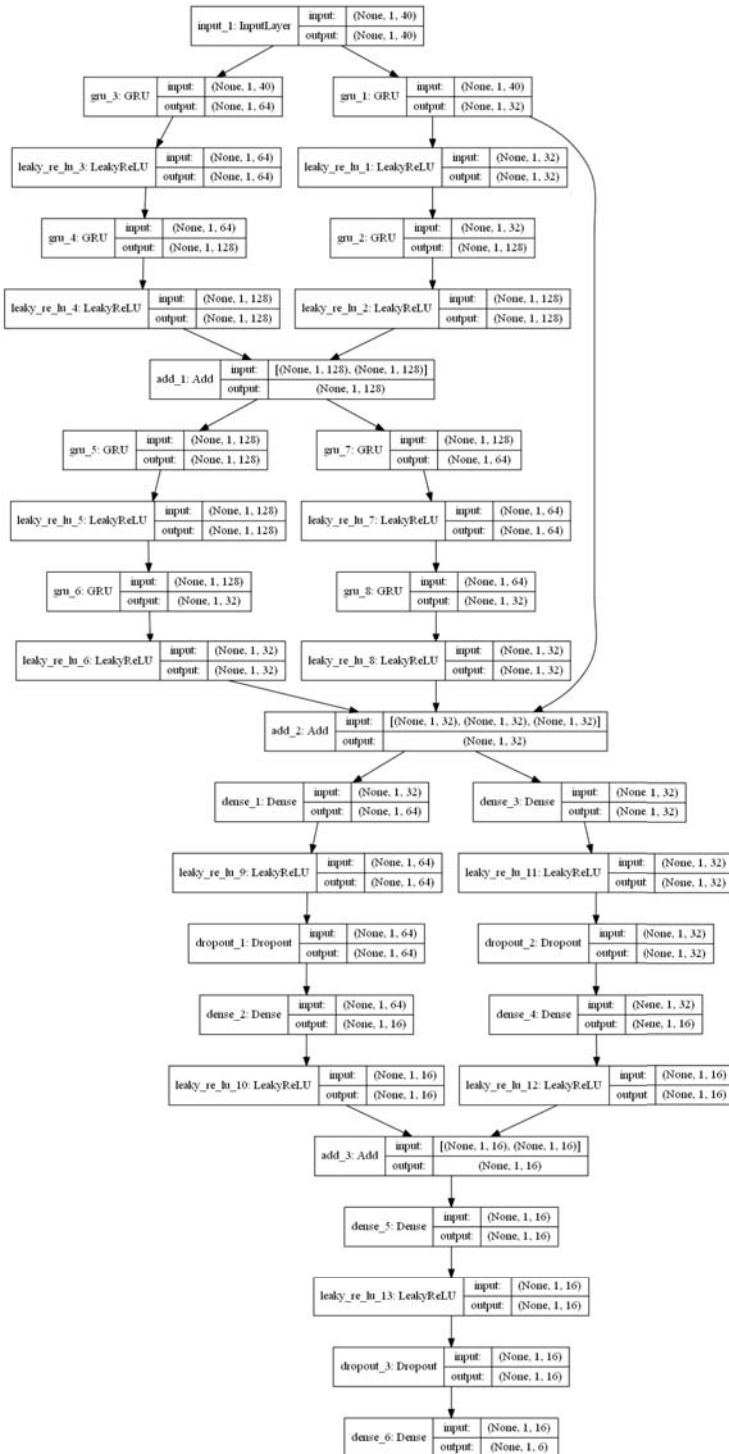 input_1: InputLayer input: (None, 1, 40)
output: (None, 1, 40)
gru_3: GRU input: (None, 1, 40)
output: (None, 1, 64)
gru_1: GRU input: (None, 1, 40)
output: (None, 1, 32)
leaky_re_lu_3: LeakyReLU input: (None, 1, 64)
output: (None, 1, 64)
leaky_re_lu_1: LeakyReLU input: (None, 1, 32)
output: (None, 1, 32)
gru_4: GRU input: (None, 1, 64)
output: (None, 1, 128)
gru_2: GRU input: (None, 1, 32)
output: (None, 1, 128)
leaky_re_lu_4: LeakyReLU input: (None, 1, 128)
output: (None, 1, 128)
leaky_re_lu_2: LeakyReLU input: (None, 1, 128)
output: (None, 1, 128)
add_1: Add input: [(None, 1, 128), (None, 1, 128)]
output: (None, 1, 128)
gru_5: GRU input: (None, 1, 128)
output: (None, 1, 128)
gru_7: GRU input: (None, 1, 128)
output: (None, 1, 64)
leaky_re_lu_5: LeakyReLU input: (None, 1, 128)
output: (None, 1, 128)
leaky_re_lu_7: LeakyReLU input: (None, 1, 64)
output: (None, 1, 64)
gru_6: GRU input: (None, 1, 128)
output: (None, 1, 32)
gru_8: GRU input: (None, 1, 64)
output: (None, 1, 32)
leaky_re_lu_6: LeakyReLU input: (None, 1, 32)
output: (None, 1, 32)
leaky_re_lu_8: LeakyReLU input: (None, 1, 32)
output: (None, 1, 32)
add_2: Add input: [(None, 1, 32), (None, 1, 32), (None, 1, 32)]
output: (None, 1, 32)
dense_1: Dense input: (None, 1, 32)
output: (None, 1, 64)
dense_3: Dense input: (None, 1, 32)
output: (None, 1, 32)
leaky_re_lu_9: LeakyReLU input: (None, 1, 64)
output: (None, 1, 64)
leaky_re_lu_11: LeakyReLU input: (None, 1, 32)
output: (None, 1, 32)
dropout_1: Dropout input: (None, 1, 64)
output: (None, 1, 64)
dropout_2: Dropout input: (None, 1, 32)
output: (None, 1, 32)
dense_2: Dense input: (None, 1, 64)
output: (None, 1, 16)
dense_4: Dense input: (None, 1, 32)
output: (None, 1, 16)
leaky_re_lu_10: LeakyReLU input: (None, 1, 16)
output: (None, 1, 16)
leaky_re_lu_12: LeakyReLU input: (None, 1, 16)
output: (None, 1, 16)
add_3: Add input: [(None, 1, 16), (None, 1, 16)]
output: (None, 1, 16)
dense_5: Dense input: (None, 1, 16)
output: (None, 1, 16)
leaky_re_lu_13: LeakyReLU input: (None, 1, 16)
output: (None, 1, 16)
dropout_3: Dropout input: (None, 1, 16)
output: (None, 1, 16)
dense_6: Dense input: (None, 1, 16)
output: (None, 1, 6)